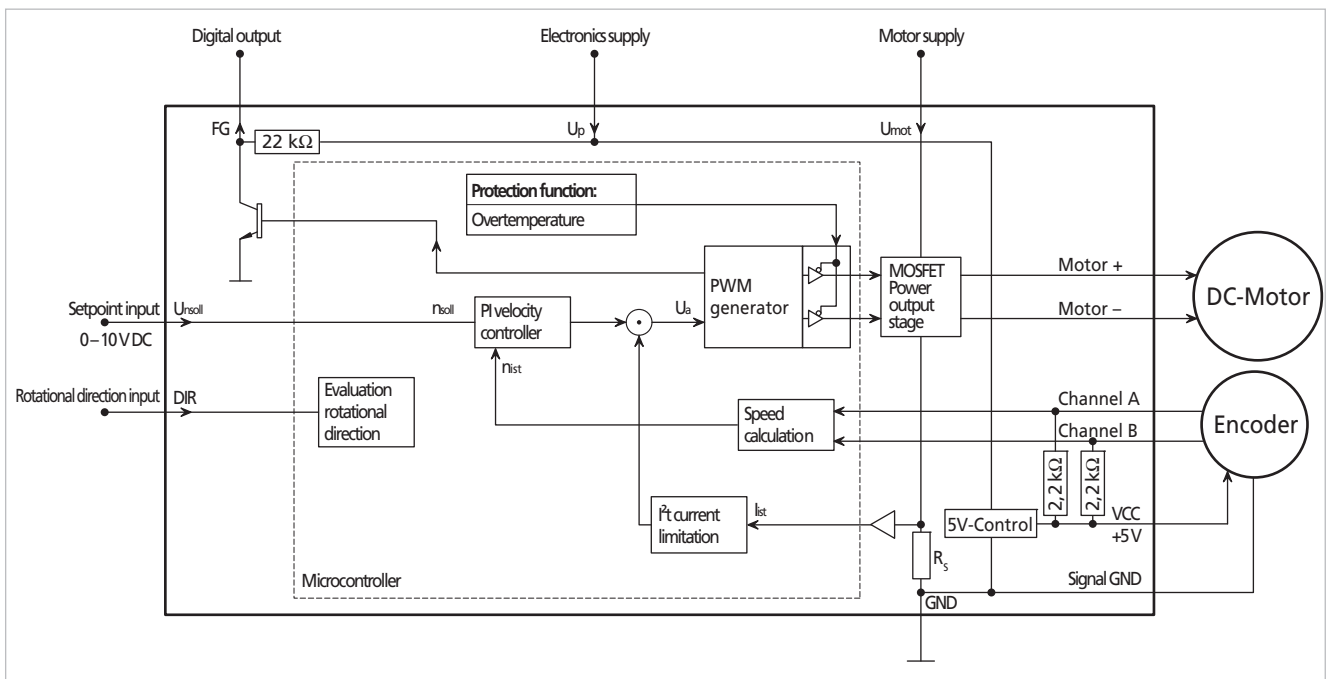 Digital output
Electronics supply
Motor supply
FG
22 kΩ
Up
Umot
Protection function:
Overtemperature
PWM
generator
MOSFET
Power
output
stage
Motor +
Motor –
DC-Motor
Setpoint input
0–10 V DC
Unsoll
nsoll
PI velocity
controller
Ua
nist
Rotational direction input
DIR
Evaluation
rotational
direction
Speed
calculation
Channel A
Channel B
Encoder
2,2 kΩ
2,2 kΩ
I²t current
limitation
Iist
5V-Control
VCC
+5V
Rs
Microcontroller
GND
Signal GND